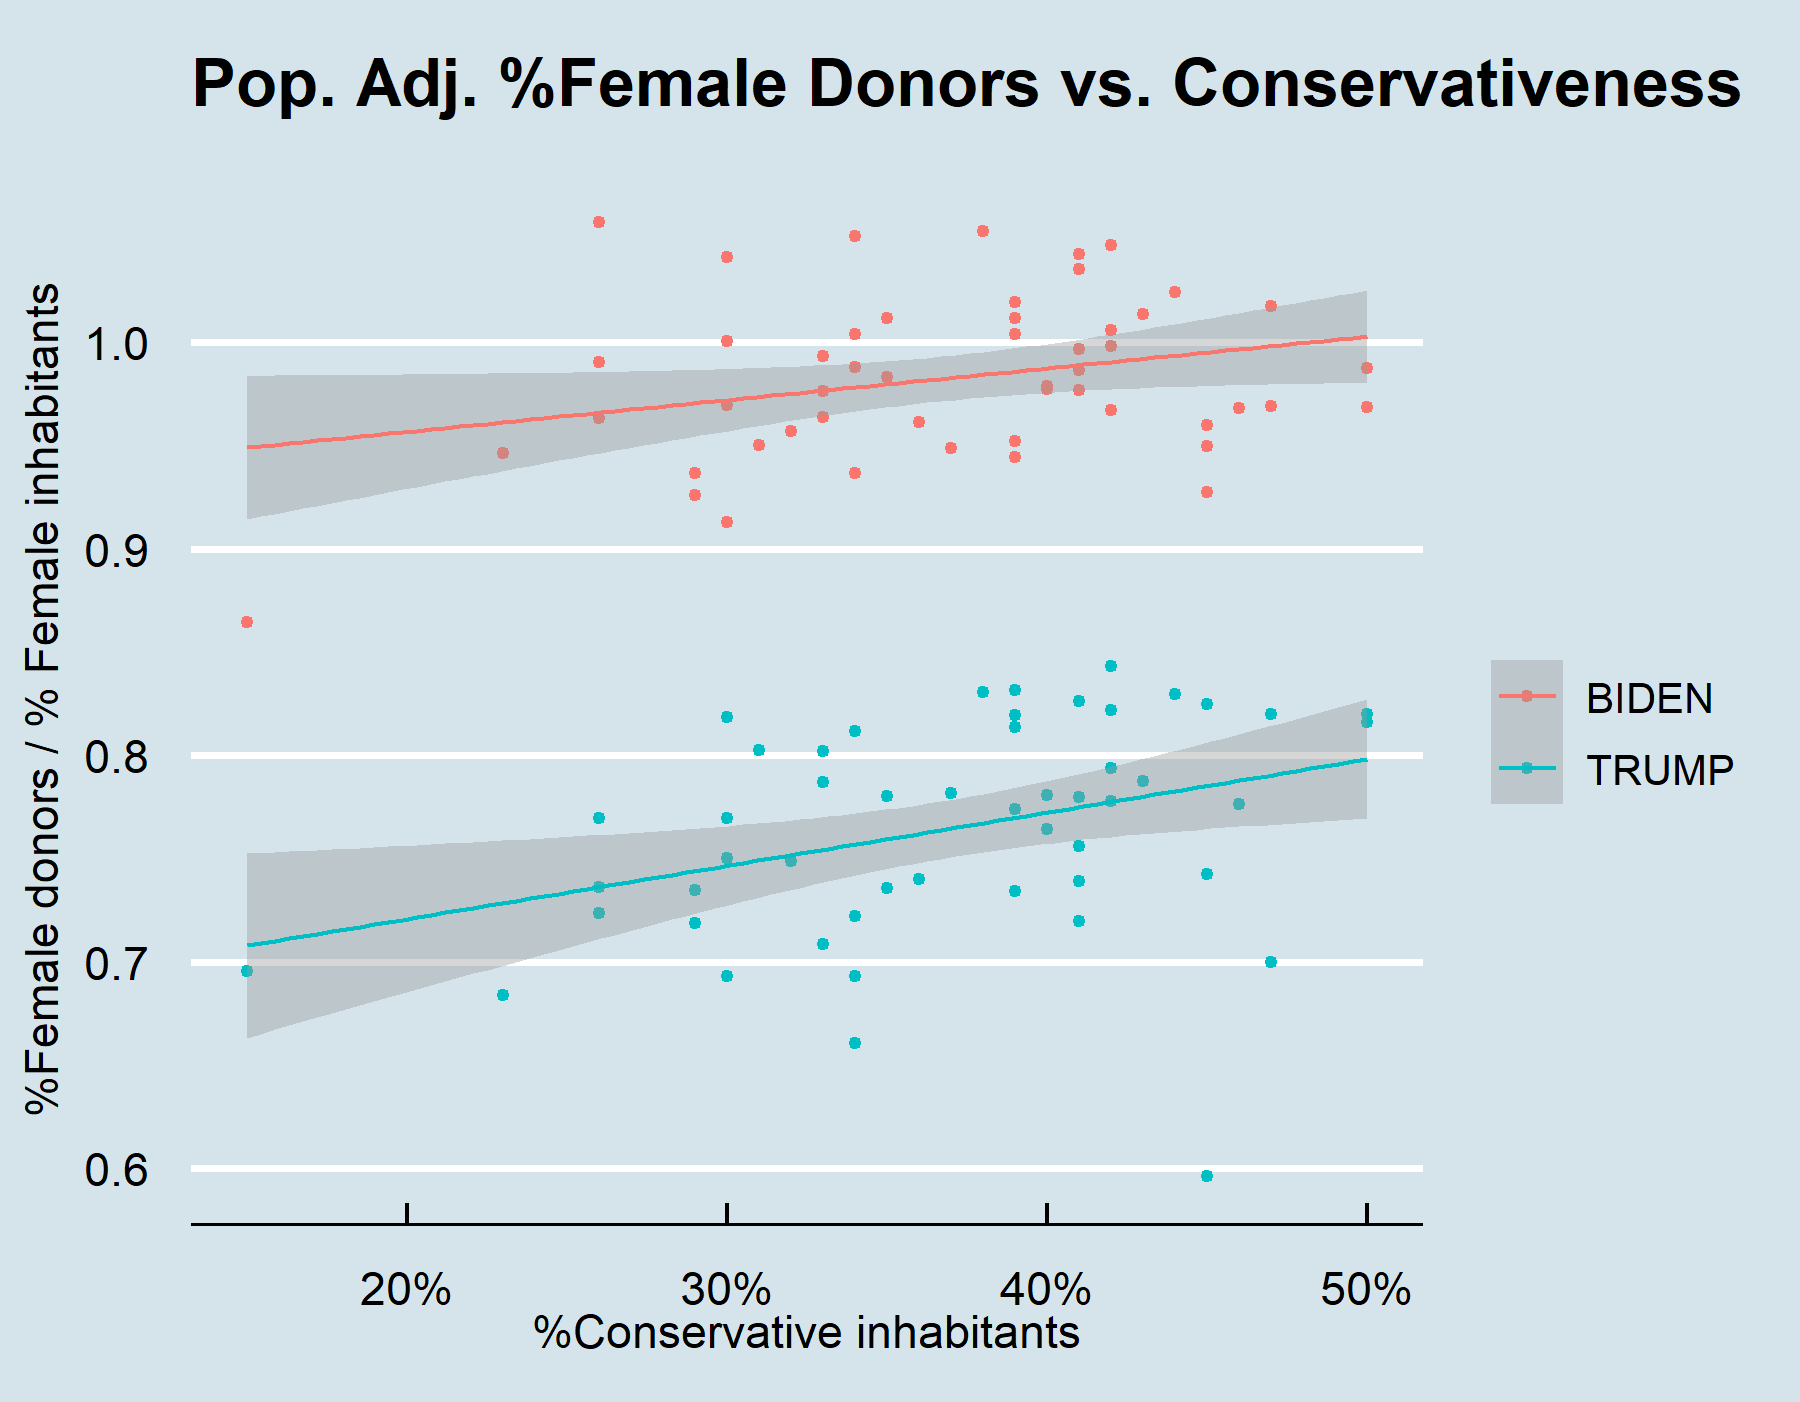 Pop. Adj. %Female Donors vs. Conservativeness
%Female donors / % Female inhabitants
1.0
0.9
0.8
0.7
0.6
20% 30% 40% 50%
%Conservative inhabitants
BIDEN
TRUMP